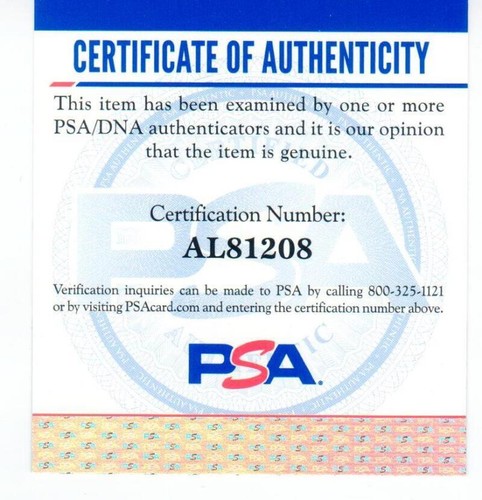 CERTIFICATE OF AUTHENTICITY
This item has been examined by one or more
PSA/DNA authenticators and it is our opinion
that the item is genuine.
Certification Number:
AL81208
Verification inquiries can be made to PSA by calling 800-325-1121
or by visiting PSAcard.com and entering the certification number above.
PSA.